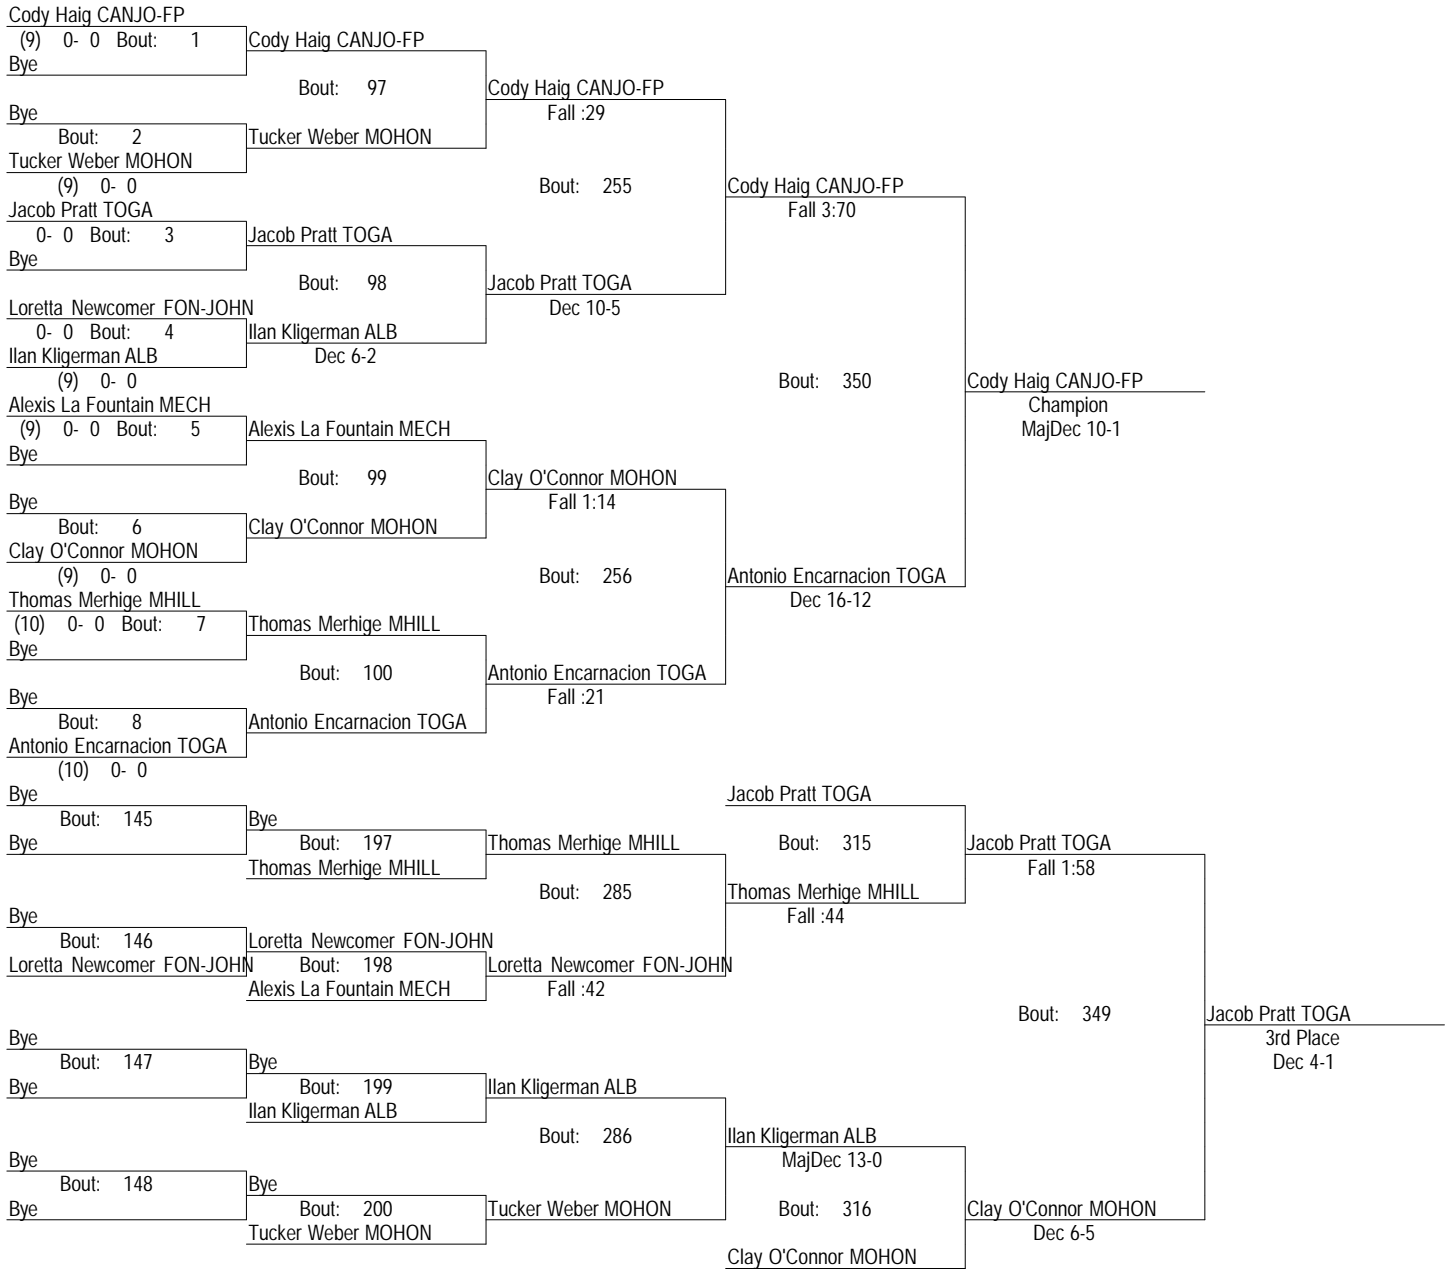 Cody Haig CANJO-FP
(9) 0- 0 Bout: 1 Cody Haig CANJO-FP
Bye
Bout: 97 Cody Haig CANJO-FP
Bye Fall :29
Bout: 2 Tucker Weber MOHON
Tucker Weber MOHON
(9) 0- 0 Bout: 255 Cody Haig CANJO-FP
Jacob Pratt TOGA Fall 3:70
0- 0 Bout: 3 Jacob Pratt TOGA
Bye
Bout: 98 Jacob Pratt TOGA
Loretta Newcomer FON-JOHN Dec 10-5
0- 0 Bout: 4 Ilan Kligerman ALB
Ilan Kligerman ALB Dec 6-2
(9) 0- 0 Bout: 350 Cody Haig CANJO-FP
Alexis La Fountain MECH Champion
(9) 0- 0 Bout: 5 Alexis La Fountain MECH MajDec 10-1
Bye
Bout: 99 Clay O'Connor MOHON
Bye Fall 1:14
Bout: 6 Clay O'Connor MOHON
Clay O'Connor MOHON
(9) 0- 0 Bout: 256 Antonio Encarnacion TOGA
Thomas Merhige MHILL Dec 16-12
(10) 0- 0 Bout: 7 Thomas Merhige MHILL
Bye
Bout: 100 Antonio Encarnacion TOGA
Bye Fall :21
Bout: 8 Antonio Encarnacion TOGA
Antonio Encarnacion TOGA
(10) 0- 0
Bye Jacob Pratt TOGA
Bout: 145 Bye
Bye Bout: 197 Thomas Merhige MHILL Bout: 315 Jacob Pratt TOGA
Thomas Merhige MHILL Fall 1:58
Bout: 285 Thomas Merhige MHILL
Bye Fall :44
Bout: 146 Loretta Newcomer FON-JOHN
Loretta Newcomer FON-JOHN Bout: 198 Loretta Newcomer FON-JOHN
Alexis La Fountain MECH Fall :42
Bout: 349 Jacob Pratt TOGA
Bye 3rd Place
Bout: 147 Bye Dec 4-1
Bye Bout: 199 Ilan Kligerman ALB
Ilan Kligerman ALB
Bout: 286 Ilan Kligerman ALB
Bye MajDec 13-0
Bout: 148 Bye
Bye Bout: 200 Tucker Weber MOHON Bout: 316 Clay O'Connor MOHON
Tucker Weber MOHON Dec 6-5
Clay O'Connor MOHON